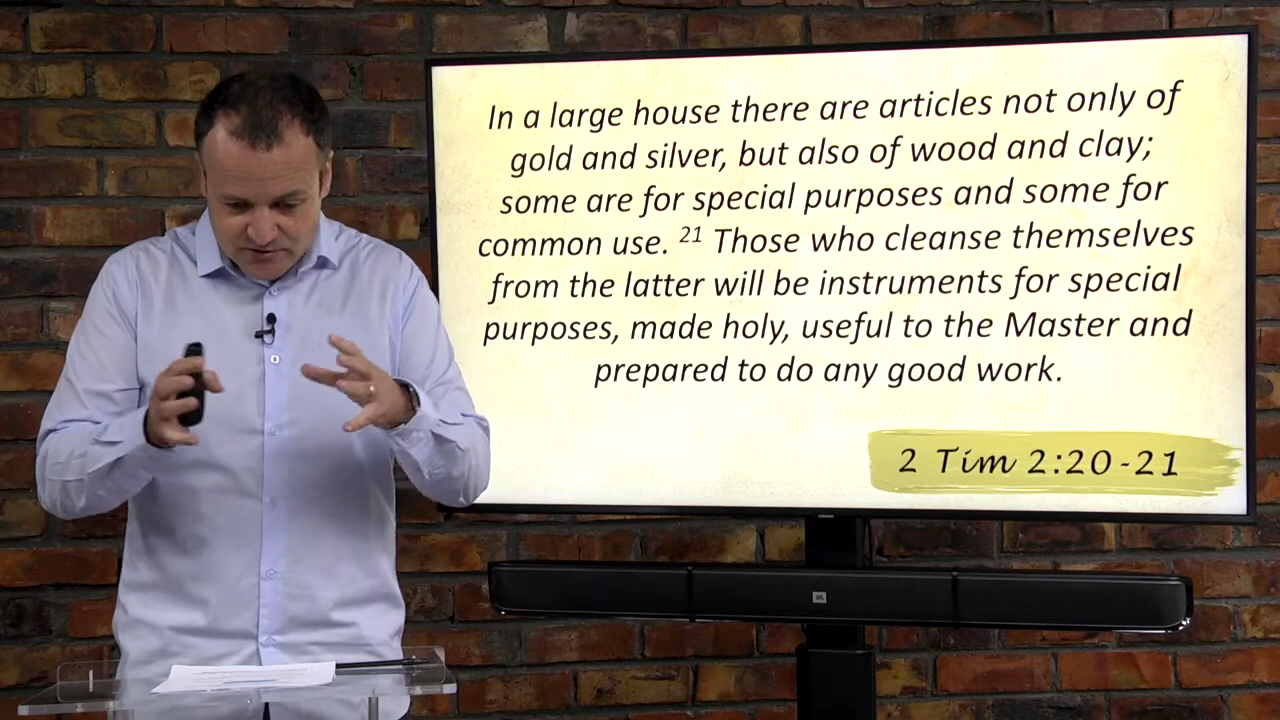 In a large house there are articles not only of
gold and silver, but also of wood and clay;
some are for special purposes and some for
common use. 21 Those who cleanse themselves
from the latter will be instruments for special
purposes, made holy, useful to the Master and
prepared to do any good work.
2 Tim 2:20-21
JBL